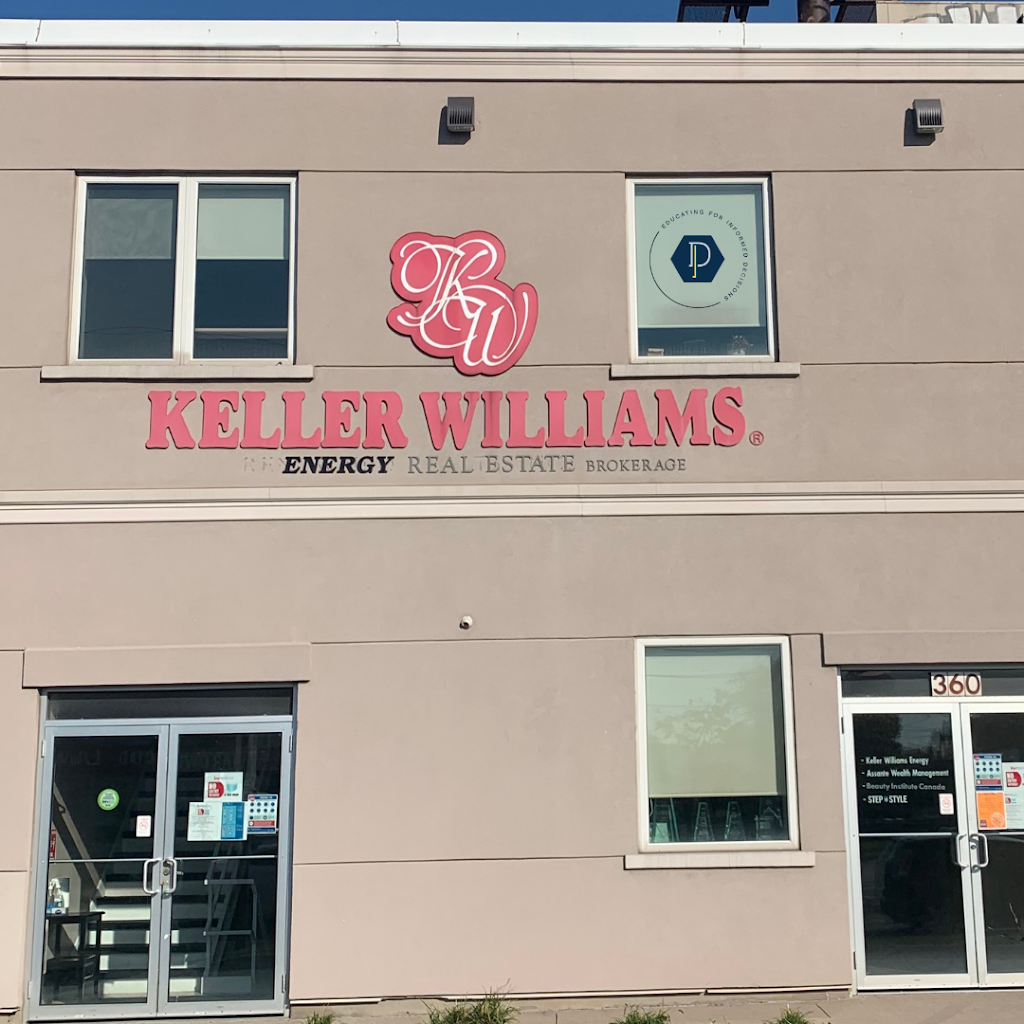 EDUCATING FOR INFORMED DECISIONS
P
KW
KELLER WILLIAMS®
ENERGY REAL ESTATE BROKERAGE
360
- Keller Williams Energy
- Assante Wealth Management
- Beauty Institute Canada
- STEP N STYLE